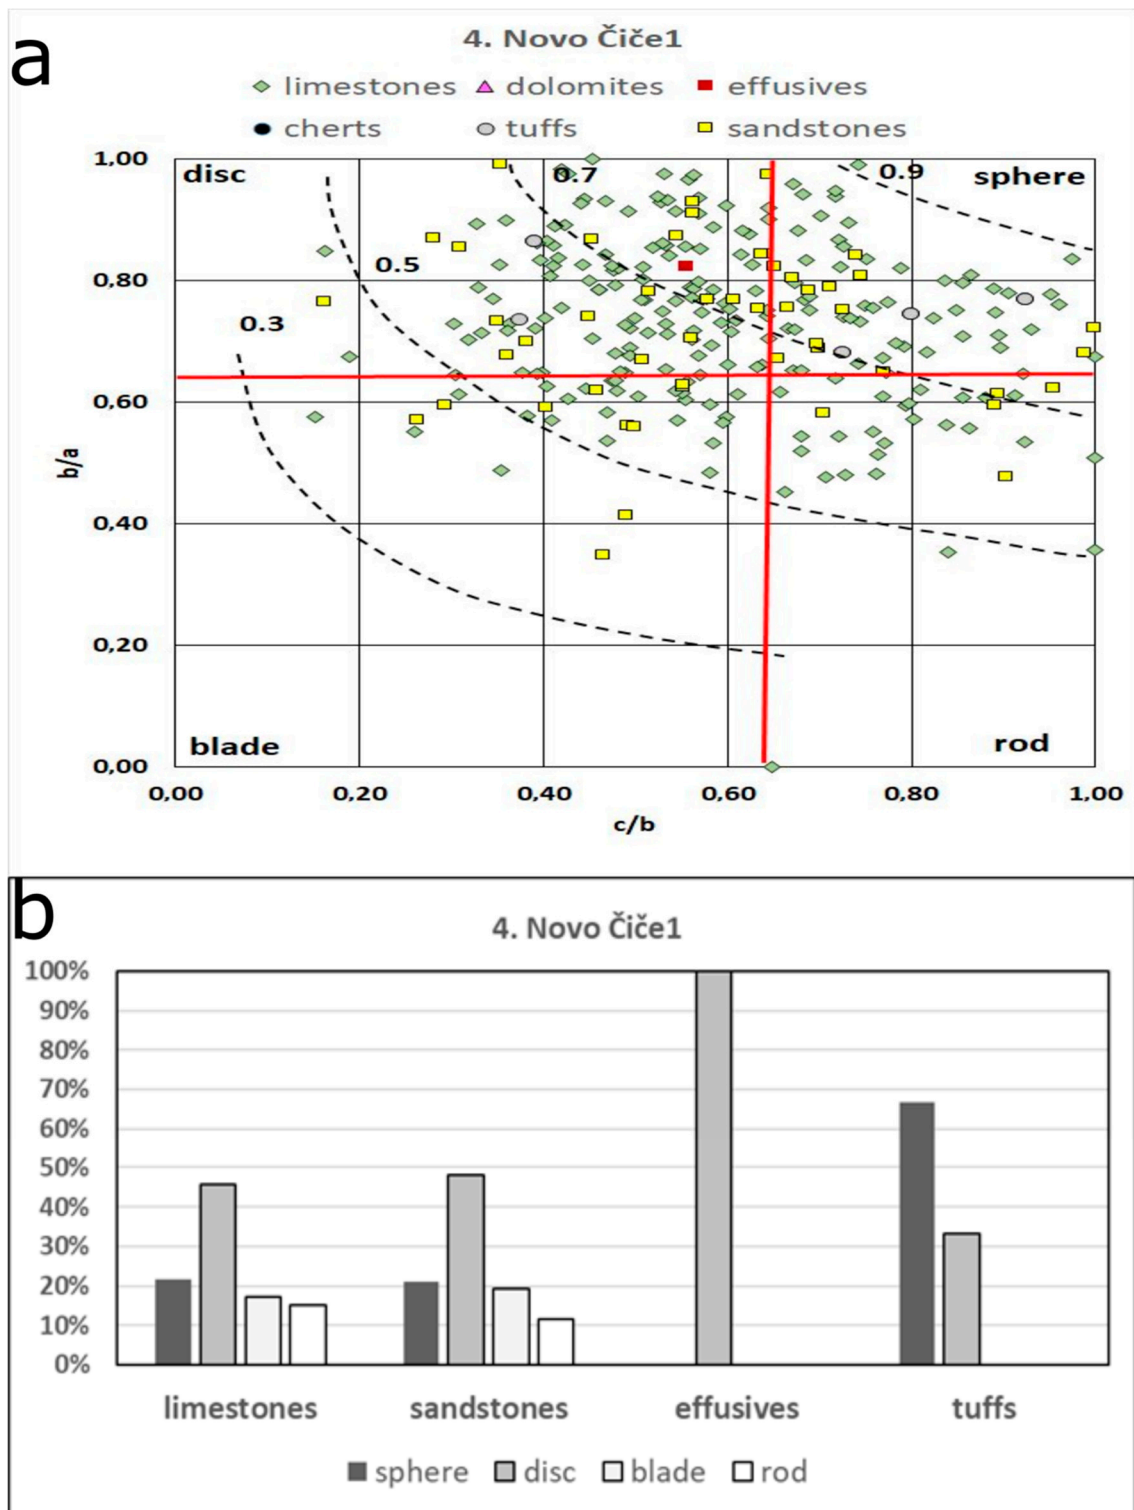 a
4. Novo Čiče1
limestones dolomites effusives
cherts tuffs sandstones
1,00
disc
0.7
0.9
sphere
0.5
0,80
0.3
0,60
b/a
0,40
0,20
blade
rod
0,00
0,00 0,20 0,40 0,60 0,80 1,00
c/b
b
4. Novo Čiče1
100%
90%
80%
70%
60%
50%
40%
30%
20%
10%
0%
limestones sandstones effusives tuffs
sphere disc blade rod